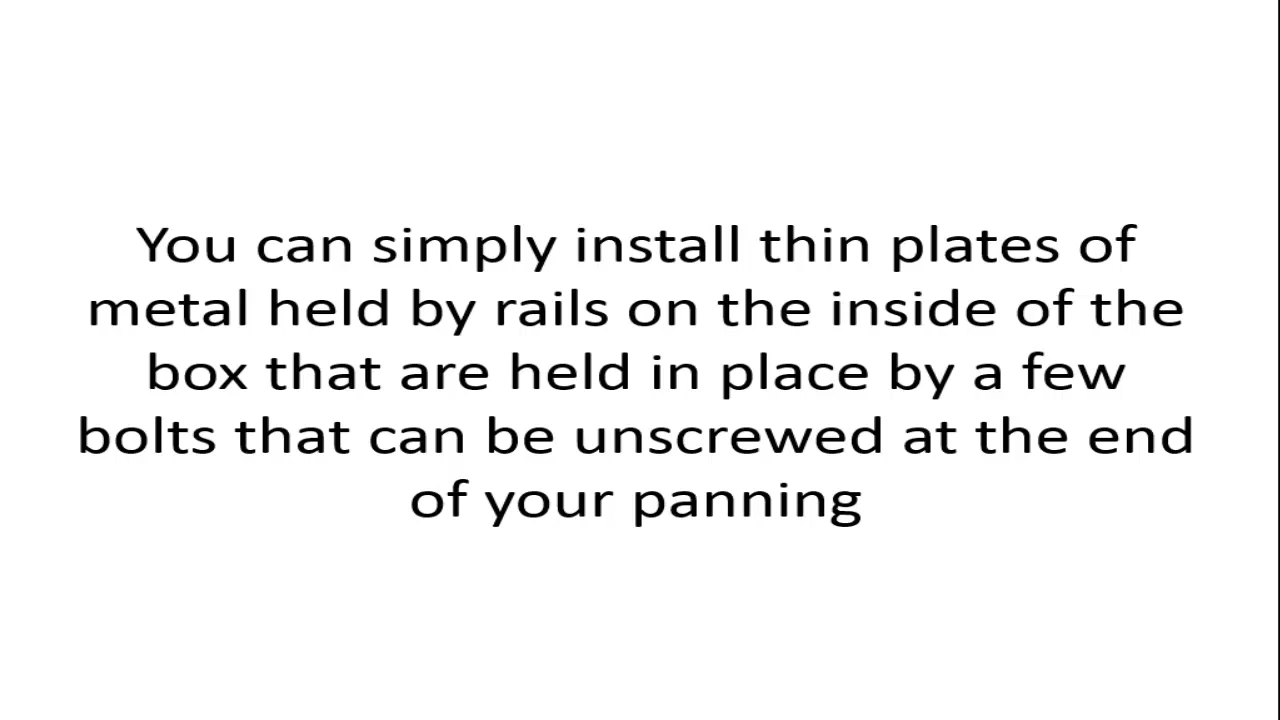 You can simply install thin plates of
metal held by rails on the inside of the
box that are held in place by a few
bolts that can be unscrewed at the end
of your panning